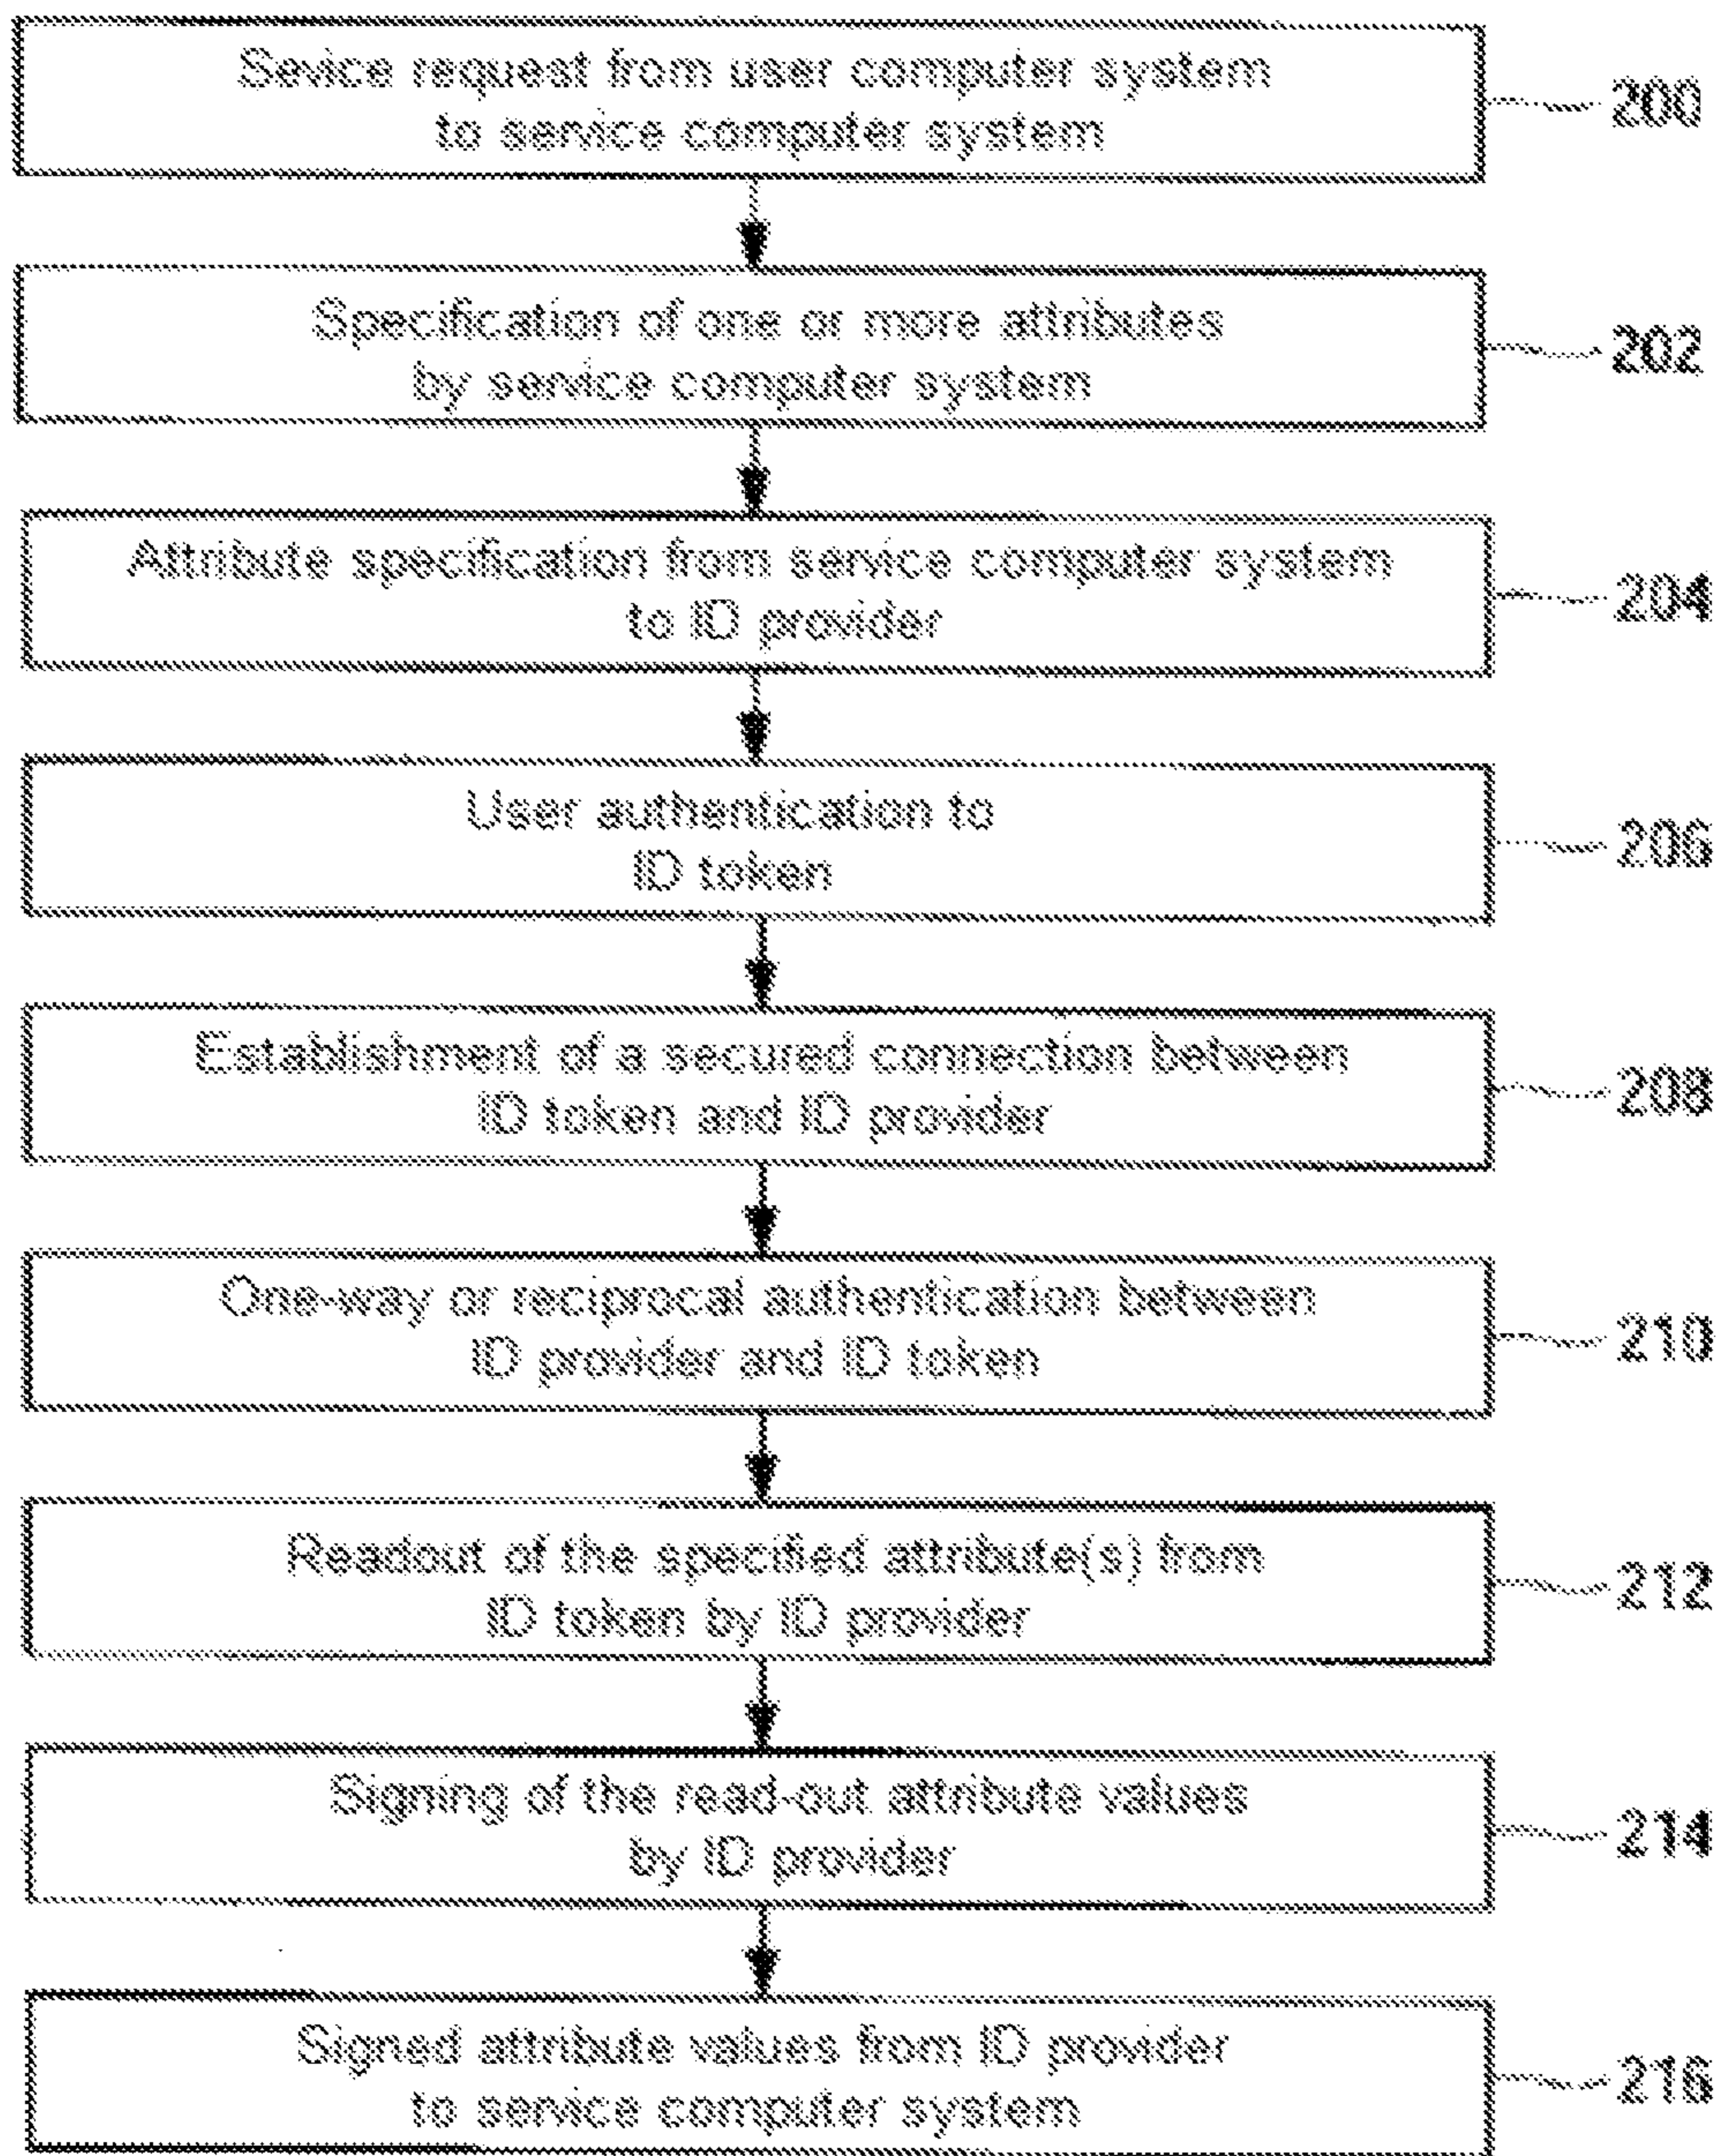 Sevice request from user computer system
to service computer system
200
Specification of one or more attributes
by service computer system
202
Attribute specification from service computer system
to ID provider
204
User authentication to
ID token
206
Establishment of a secured connection between
ID token and ID provider
208
One-way or reciprocal authentication between
ID provider and ID token
210
Readout of the specified attribute(s) from
ID token by ID provider
212
Signing of the read-out attribute values
by ID provider
214
Signed attribute values from ID provider
to service computer system
216